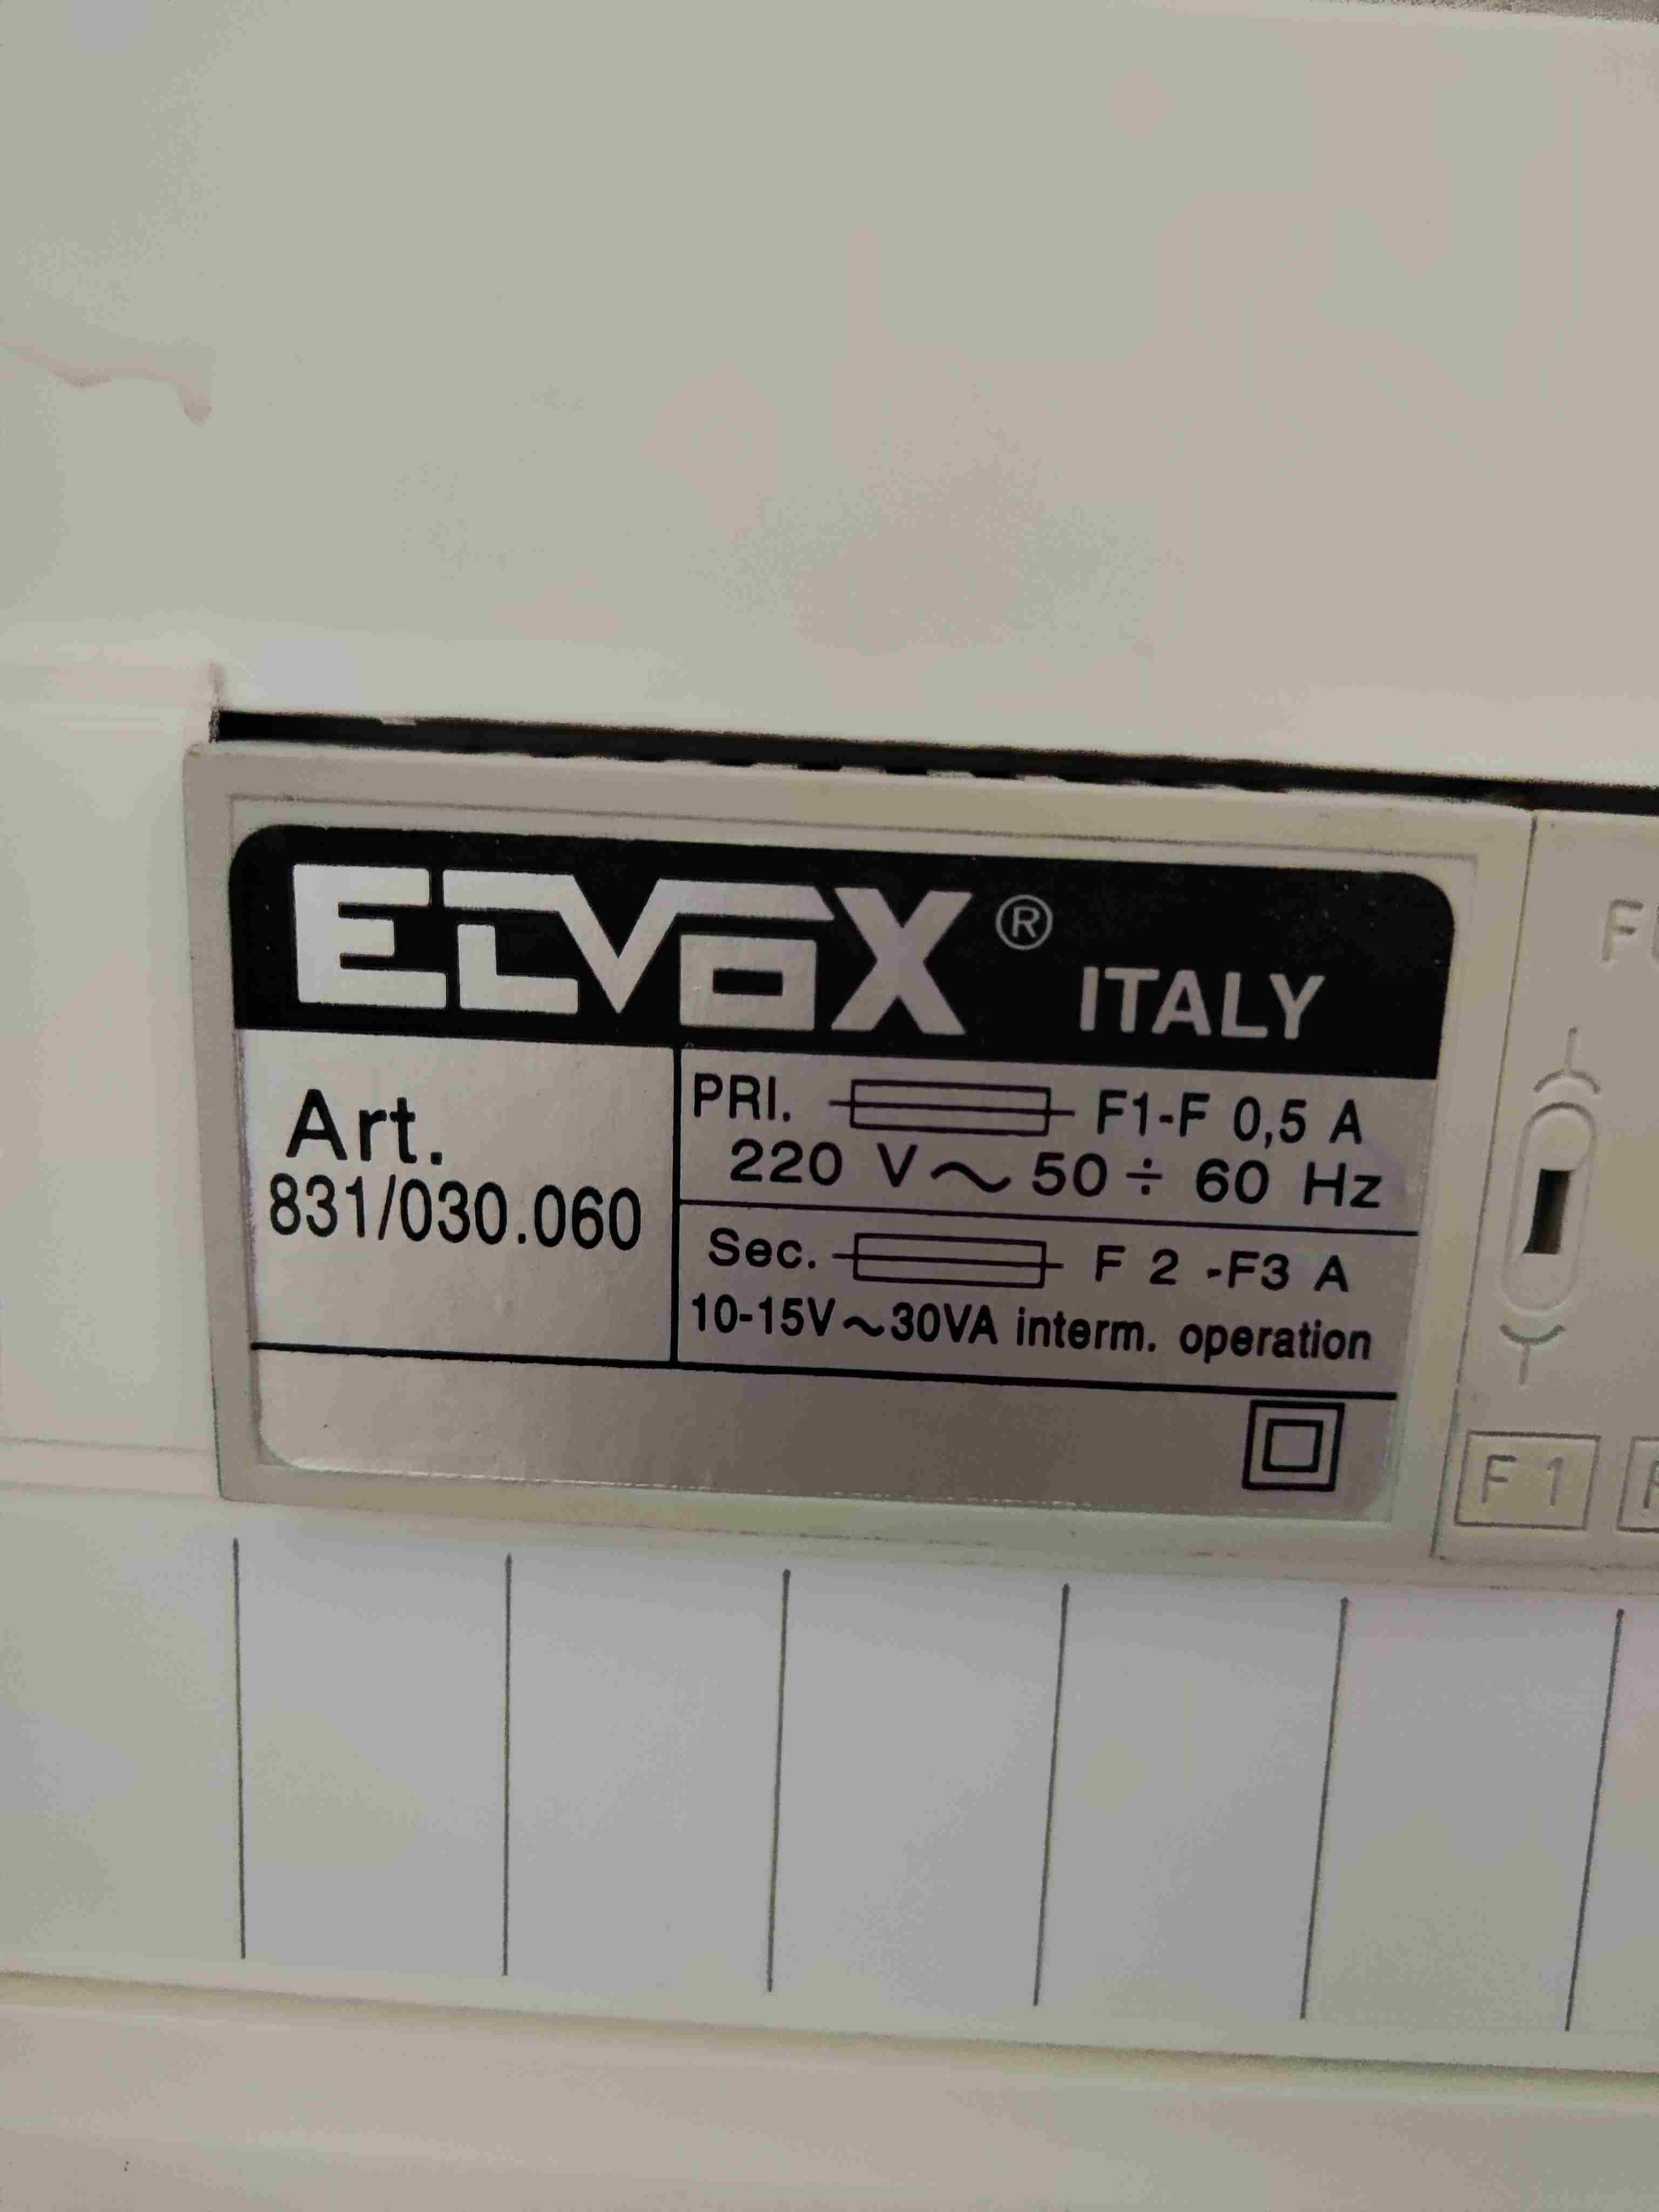 ELVOX ® ITALY
Art.
831/030.060
PRI. F1-F 0,5 A
220 V~ 50 ÷ 60 Hz
Sec. F 2 -F3 A
10-15V~30VA interm. operation
F 1